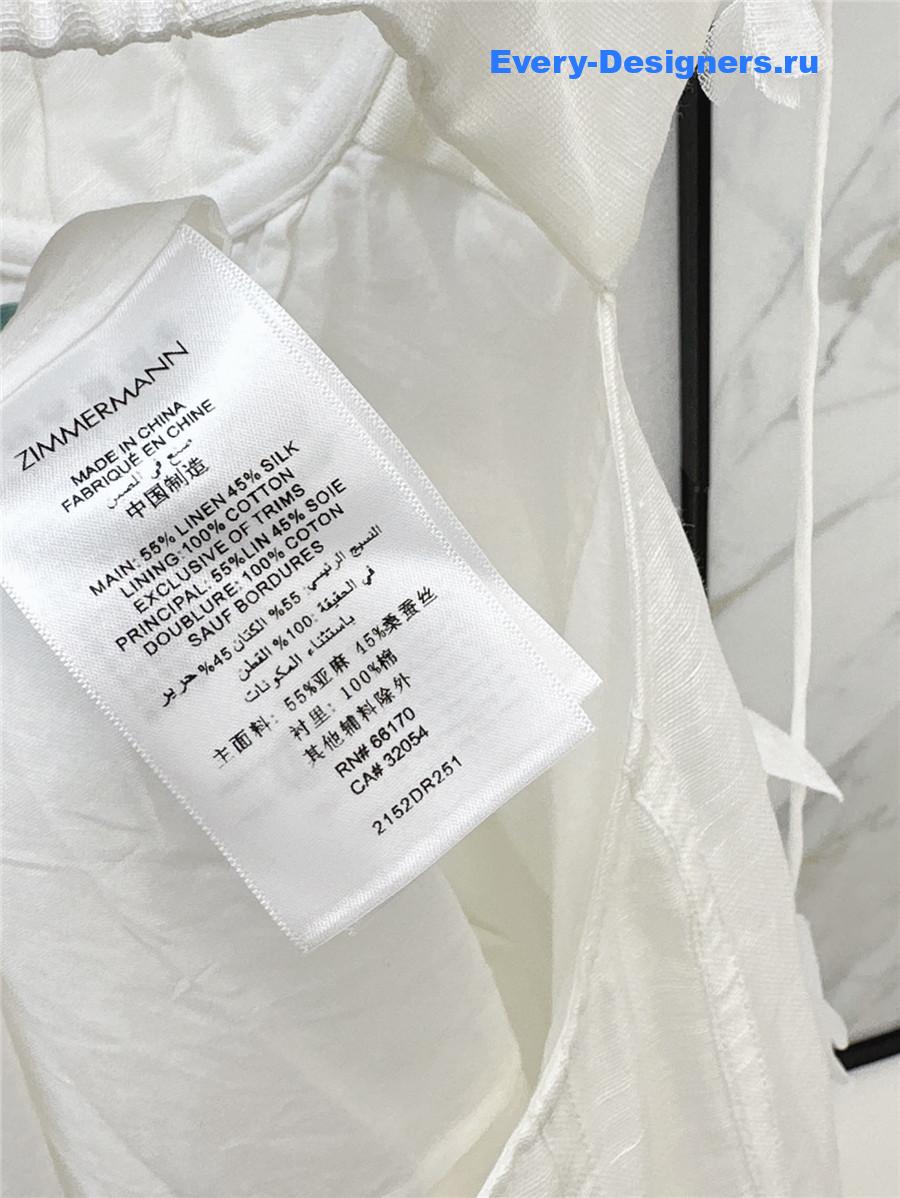 Every-Designers.ru
ZIMMERMANN
MADE IN CHINA
FABRIQUÉ EN CHINE
صنع في الصين
中国制造
MAIN: 55% LINEN 45% SILK
LINING:100% COTTON
EXCLUSIVE OF TRIMS
PRINCIPAL: 55%LIN 45% SOIE
DOUBLURE: 100% COTON
SAUF BORDURES
النسيج الرئيسي: 55% الكتان 45% حرير
في الحقيقة: 100% القطن
باستثناء المكونات
主面料: 55%亚麻 45%桑蚕丝
衬里: 100%棉
其他辅料除外
RN# 66170
CA# 32054
2152DR251